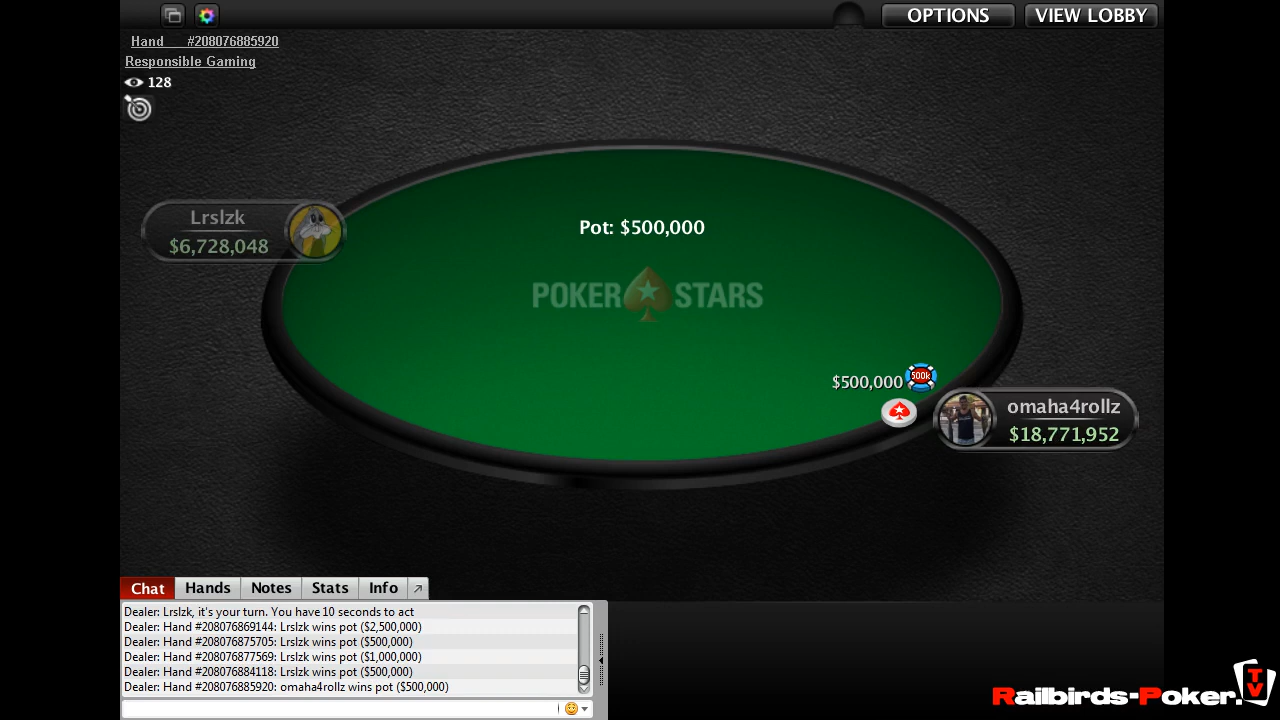 OPTIONS
VIEW LOBBY
Hand #208076885920
Responsible Gaming
128
Lrslzk
$6,728,048
Pot: $500,000
POKER STARS
$500,000
500k
omaha4rollz
$18,771,952
Chat
Hands
Notes
Stats
Info
Dealer: Lrslzk, it's your turn. You have 10 seconds to act
Dealer: Hand #208076869144: Lrslzk wins pot ($2,500,000)
Dealer: Hand #208076875705: Lrslzk wins pot ($500,000)
Dealer: Hand #208076877569: Lrslzk wins pot ($1,000,000)
Dealer: Hand #208076884118: Lrslzk wins pot ($500,000)
Dealer: Hand #208076885920: omaha4rollz wins pot ($500,000)
Railbirds-Poker.TV